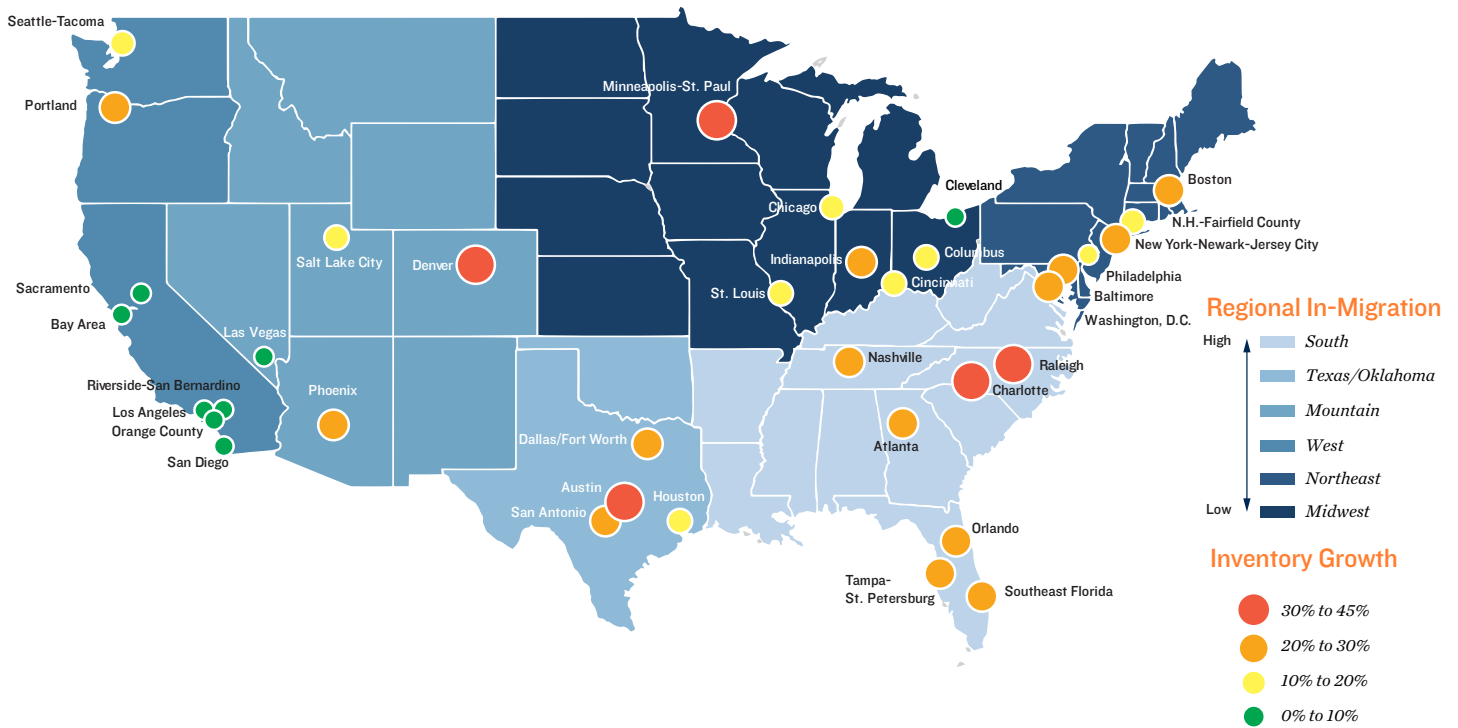 Seattle-Tacoma
Portland
Minneapolis-St. Paul
Cleveland
Boston
Chicago
N.H.-Fairfield County
New York-Newark-Jersey City
Salt Lake City
Denver
Indianapolis
Columbus
Philadelphia
Sacramento
St. Louis
Cincinnati
Baltimore
Bay Area
Washington, D.C.
Las Vegas
Nashville
Raleigh
Riverside-San Bernardino
Phoenix
Charlotte
Los Angeles
Orange County
San Diego
Dallas/Fort Worth
Atlanta
Austin
Houston
San Antonio
Orlando
Tampa-
St. Petersburg
Southeast Florida
Regional In-Migration
High
South
Texas/Oklahoma
Mountain
West
Northeast
Low
Midwest
Inventory Growth
30% to 45%
20% to 30%
10% to 20%
0% to 10%